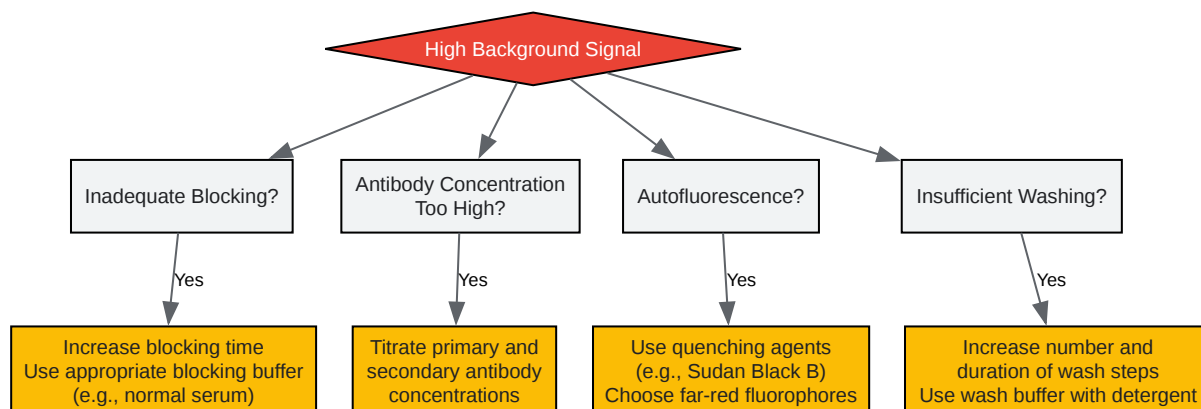 High Background Signal
Inadequate Blocking?
Antibody Concentration
Too High?
Autofluorescence?
Insufficient Washing?
Yes
Yes
Yes
Yes
Increase blocking time
Use appropriate blocking buffer
(e.g., normal serum)
Titrate primary and
secondary antibody
concentrations
Use quenching agents
(e.g., Sudan Black B)
Choose far-red fluorophores
Increase number and
duration of wash steps
Use wash buffer with detergent